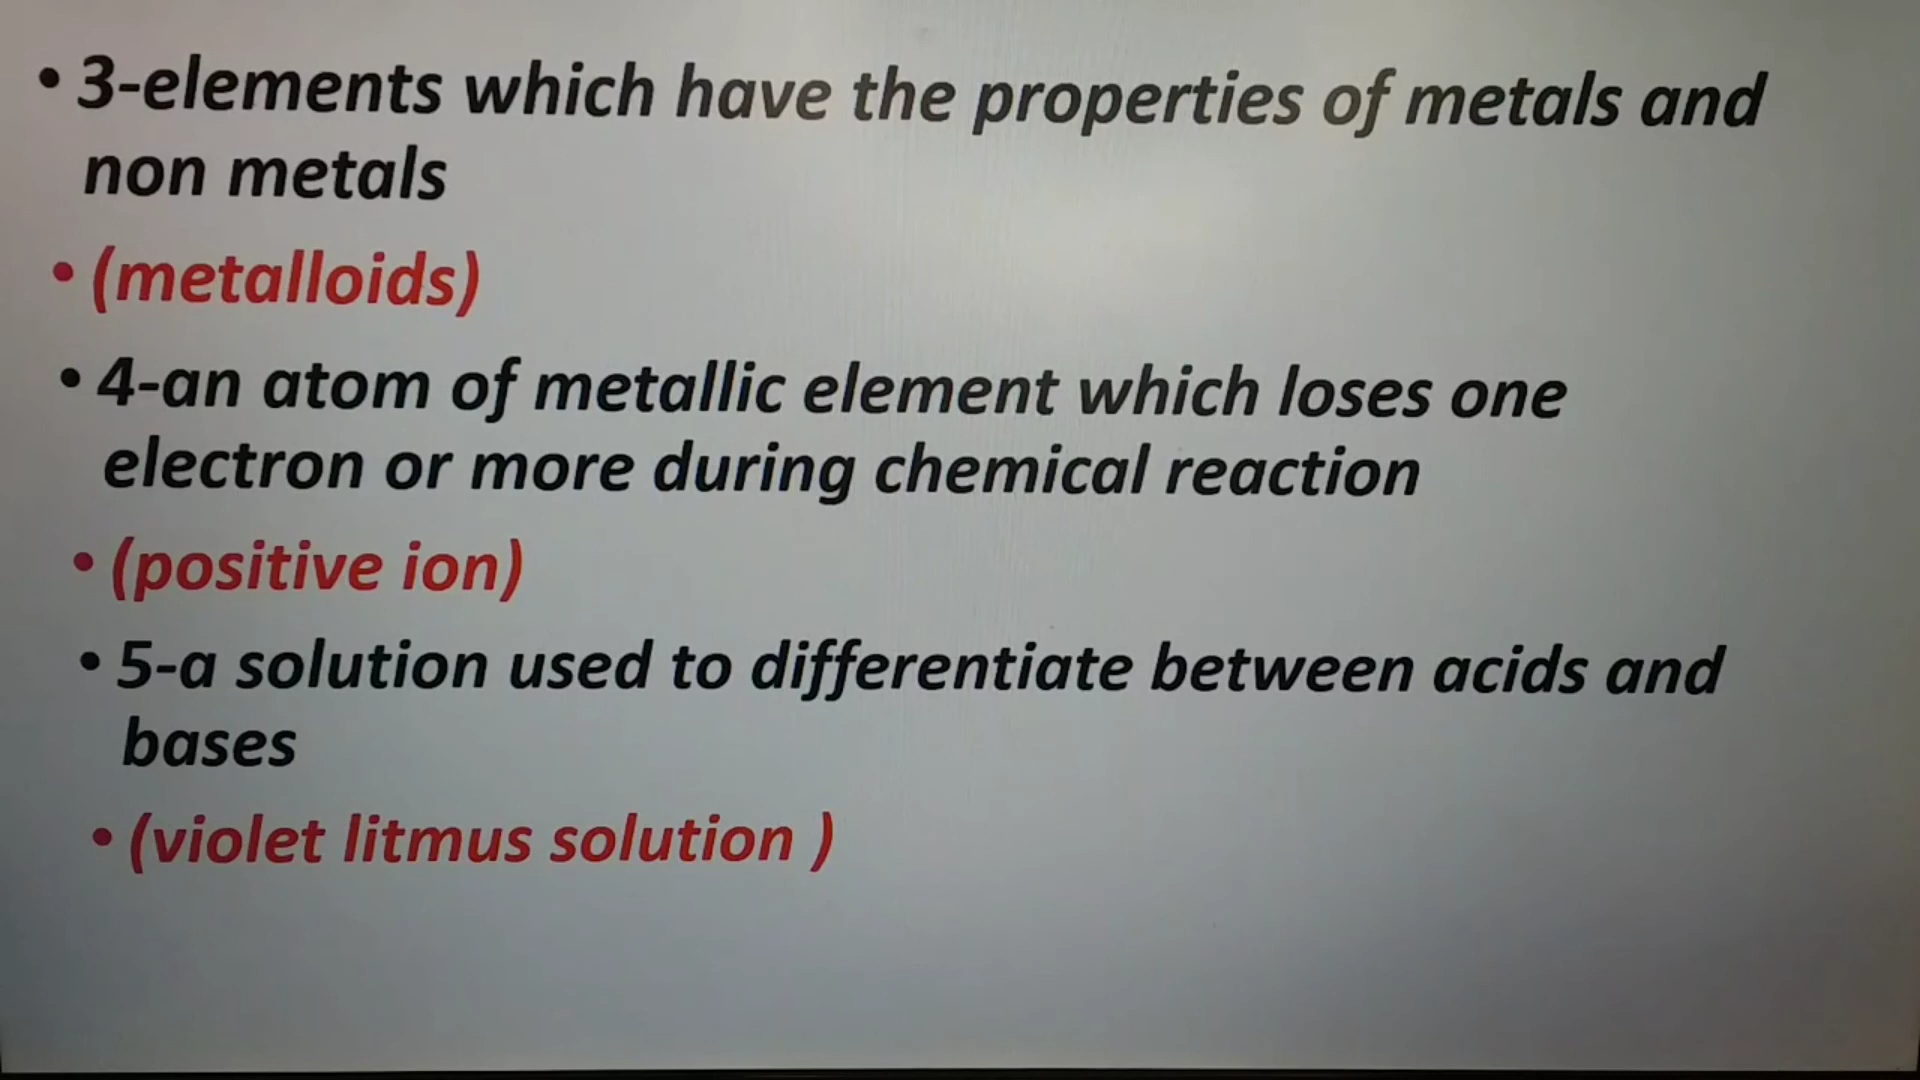 • 3-elements which have the properties of metals and
non metals
• (metalloids)
• 4-an atom of metallic element which loses one
electron or more during chemical reaction
• (positive ion)
• 5-a solution used to differentiate between acids and
bases
• (violet litmus solution )